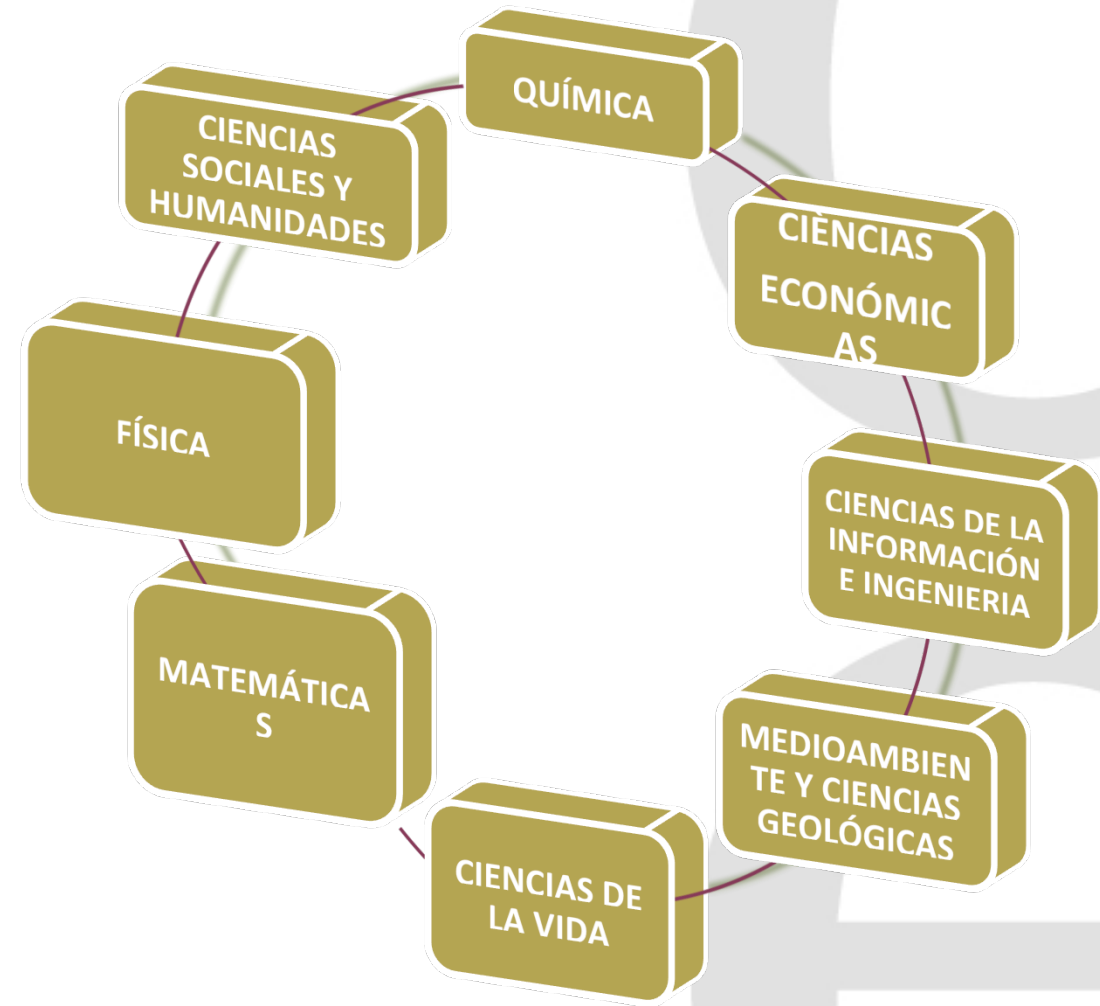 QUÍMICA
CIÈNCIAS
ECONÓMIC
AS
CIENCIAS DE LA
INFORMACIÓN
E INGENIERIA
MEDIOAMBIEN
TE Y CIENCIAS
GEOLÓGICAS
CIENCIAS DE
LA VIDA
MATEMÁTICA
S
FÍSICA
CIENCIAS
SOCIALES Y
HUMANIDADES